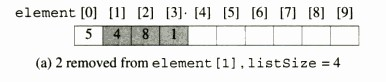 element [0] [1] [2] [3] [4] [5] [6] [7] [8] [9]
5 4 8 1
(a) 2 removed from element[1], listSize = 4